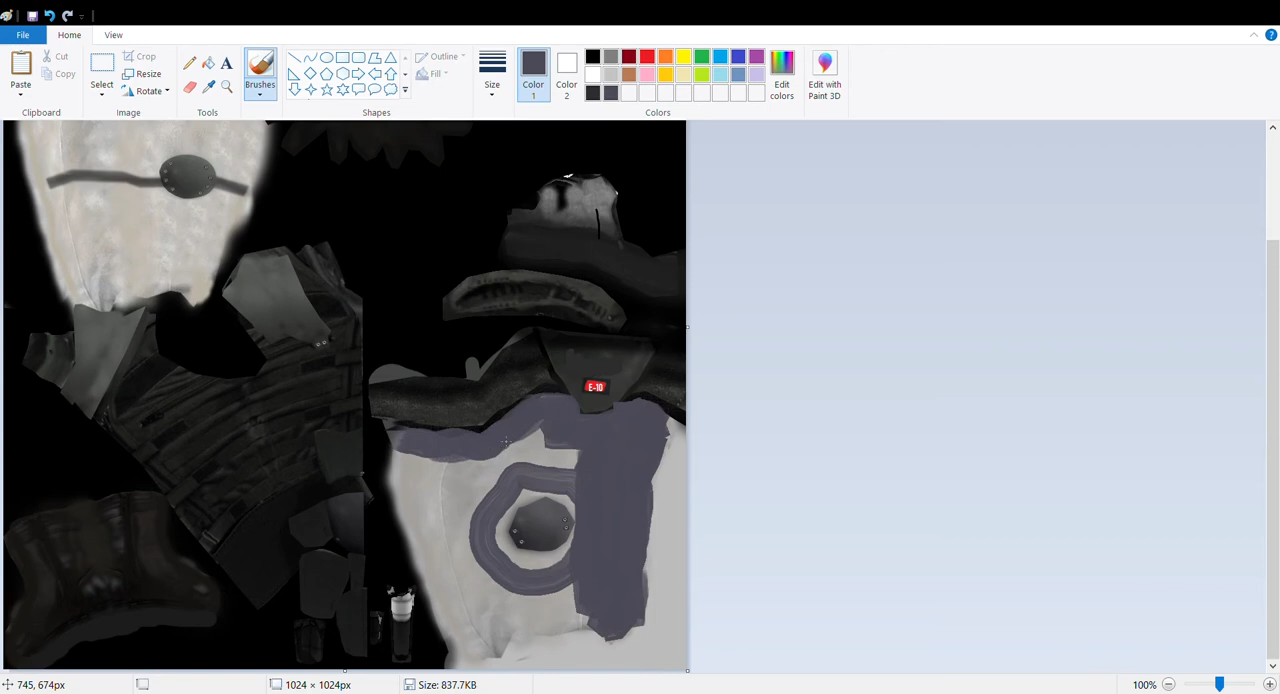 File Home View
Paste
Cut
Copy
Clipboard
Select
Crop
Resize
Rotate
Image
A
Tools
Brushes
Outline
Fill
Shapes
Size
Color 1
Color 2
Edit colors
Colors
Edit with Paint 3D
E-10
745, 674px
1024 × 1024px
Size: 837.7KB
100%